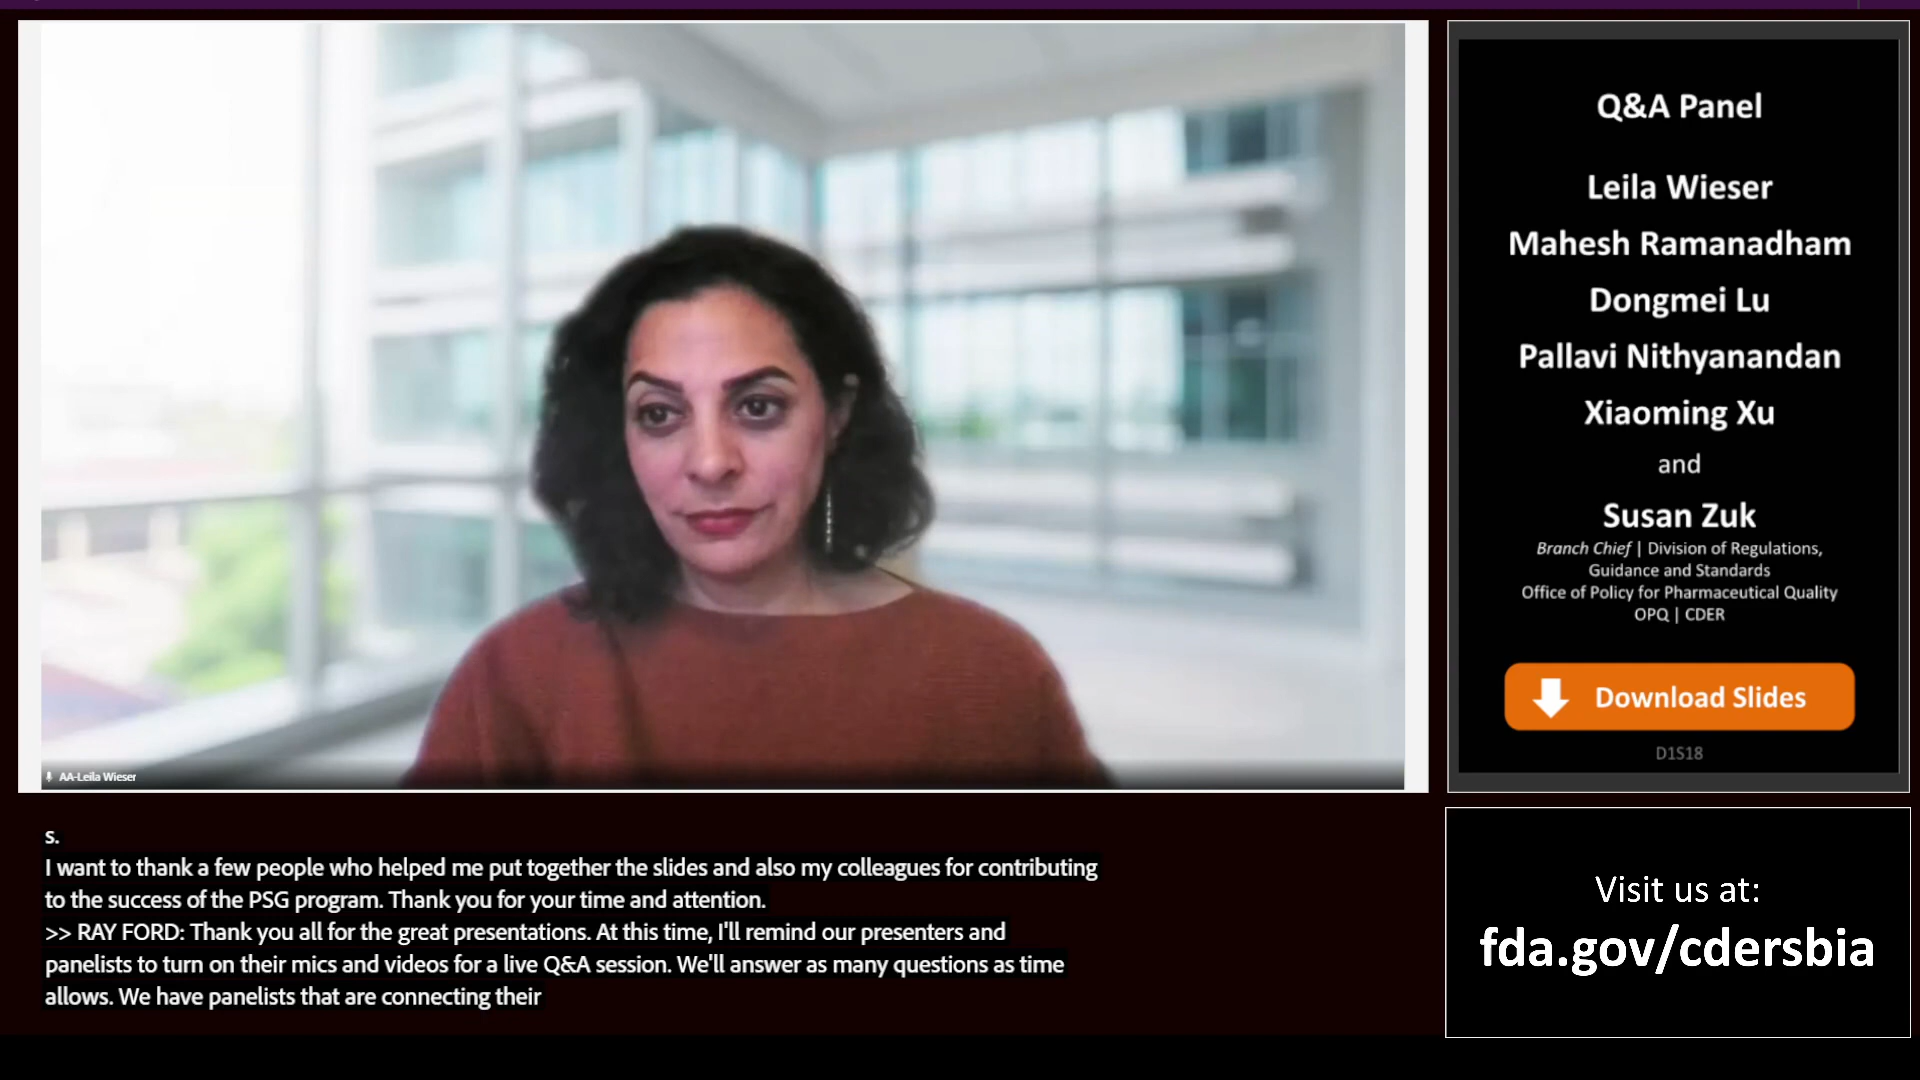 AA-Leila Wieser
Q&A Panel
Leila Wieser
Mahesh Ramanadham
Dongmei Lu
Pallavi Nithyanandan
Xiaoming Xu
and
Susan Zuk
Branch Chief | Division of Regulations,
Guidance and Standards
Office of Policy for Pharmaceutical Quality
OPQ | CDER
Download Slides
D1S18
s.
I want to thank a few people who helped me put together the slides and also my colleagues for contributing
to the success of the PSG program. Thank you for your time and attention.
>> RAY FORD: Thank you all for the great presentations. At this time, I'll remind our presenters and
panelists to turn on their mics and videos for a live Q&A session. We'll answer as many questions as time
allows. We have panelists that are connecting their
Visit us at:
fda.gov/cdersbia